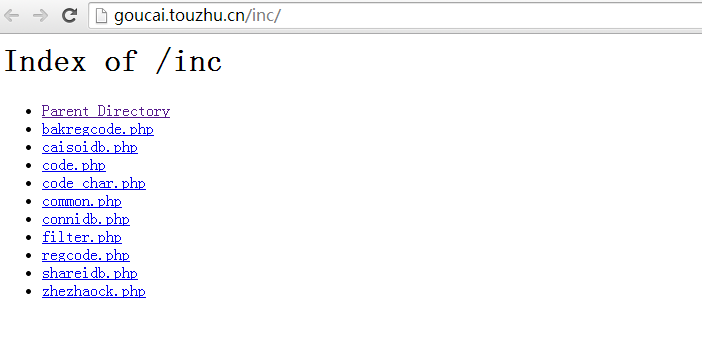 goucai.touzhu.cn/inc/
Index of /inc
Parent Directory
bakregcode.php
caisoidb.php
code.php
code_char.php
common.php
connidb.php
filter.php
regcode.php
shareidb.php
zhezhaock.php